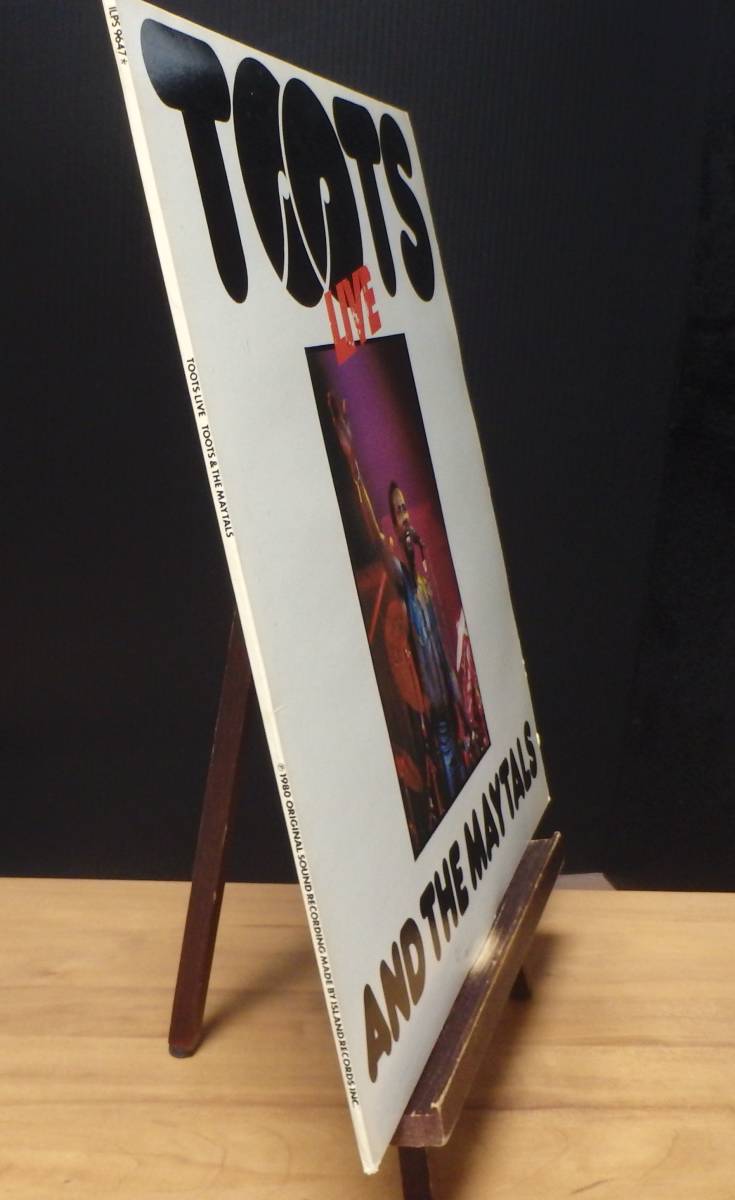 ILPS 9647*
TOOTS LIVE TOOTS & THE MAYTALS
℗ 1980 ORIGINAL SOUND RECORDING MADE BY ISLAND RECORDS INC.
TOOTS
LIVE
AND THE MAYTALS